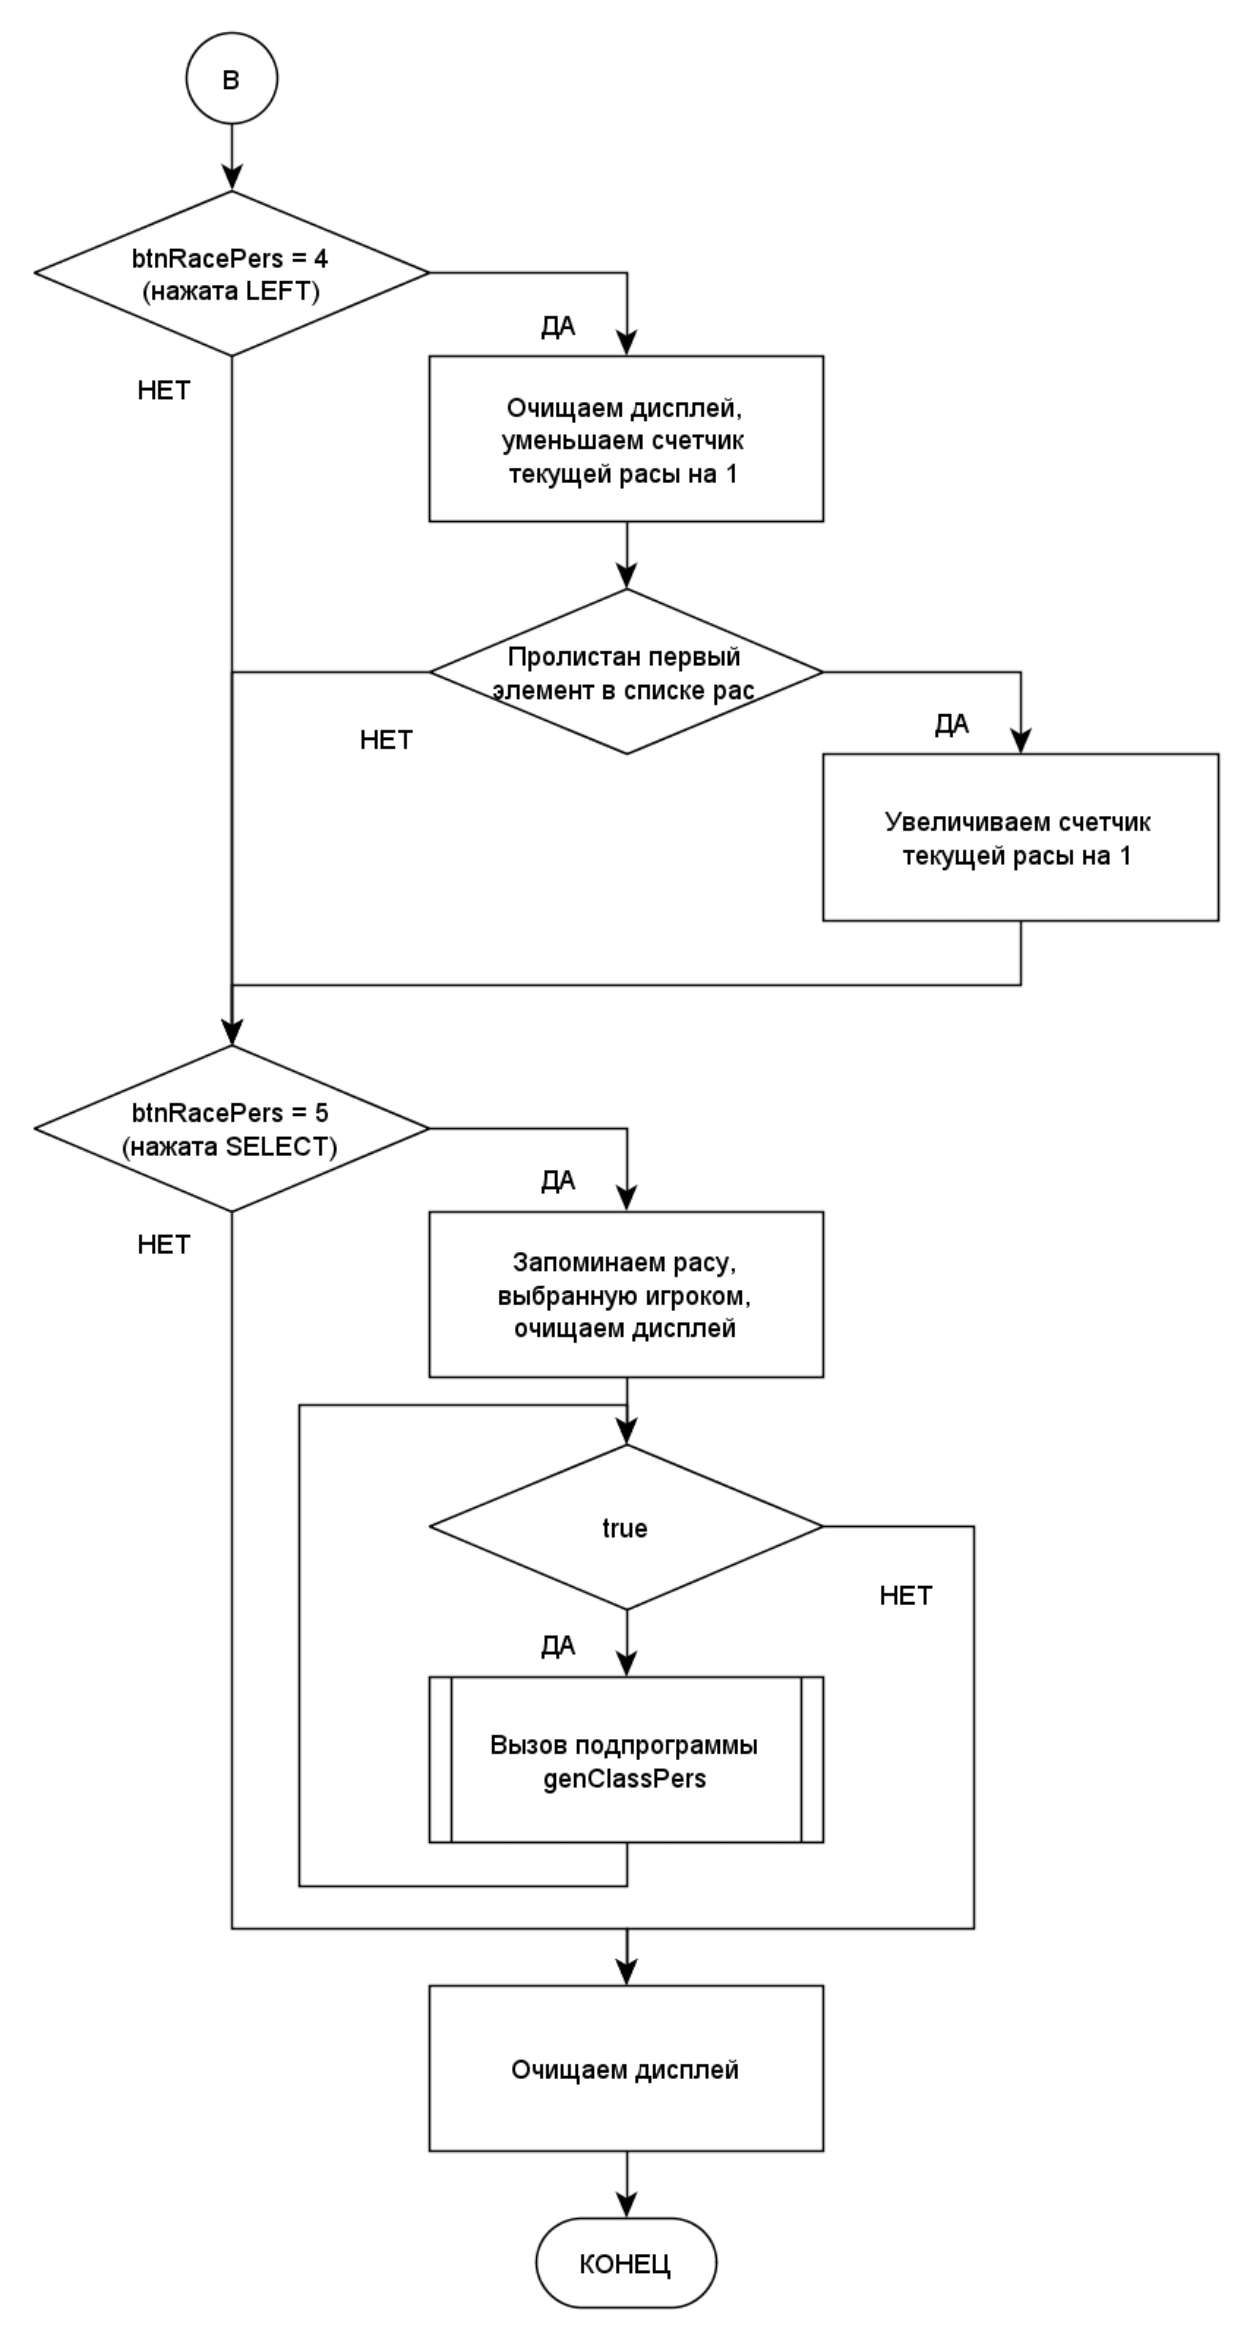 В
btnRacePers = 4
(нажата LEFT)
ДА
НЕТ
Очищаем дисплей,
уменьшаем счетчик
текущей расы на 1
Пролистан первый
элемент в списке рас
НЕТ
ДА
Увеличиваем счетчик
текущей расы на 1
btnRacePers = 5
(нажата SELECT)
ДА
НЕТ
Запоминаем расу,
выбранную игроком,
очищаем дисплей
true
НЕТ
ДА
Вызов подпрограммы
genClassPers
Очищаем дисплей
КОНЕЦ